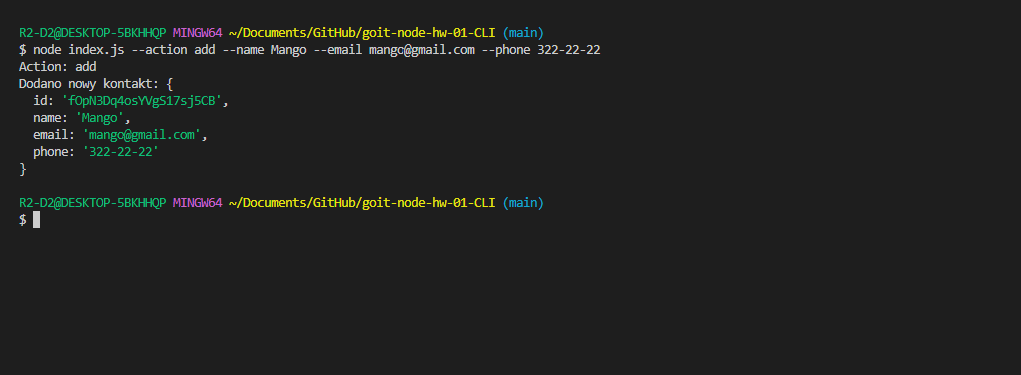 R2-D2@DESKTOP-5BKHHQP MINGW64 ~/Documents/GitHub/goit-node-hw-01-CLI (main)
$ node index.js --action add --name Mango --email mango@gmail.com --phone 322-22-22
Action: add
Dodano nowy kontakt: {
  id: 'fOpN3Dq4osYVgS17sj5CB',
  name: 'Mango',
  email: 'mango@gmail.com',
  phone: '322-22-22'
}
R2-D2@DESKTOP-5BKHHQP MINGW64 ~/Documents/GitHub/goit-node-hw-01-CLI (main)
$